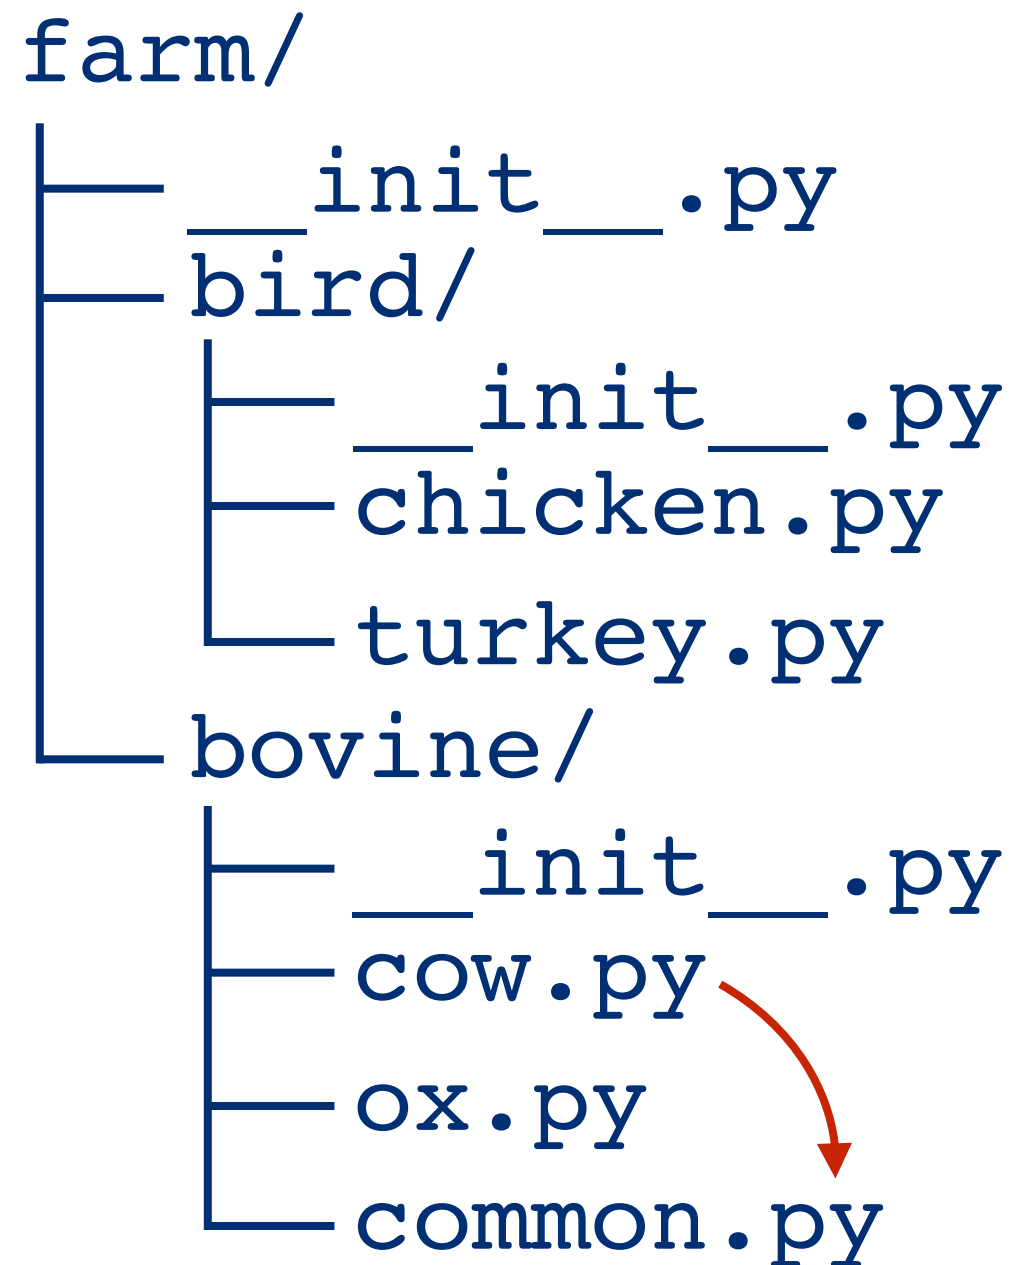 farm/
__init__.py
bird/
__init__.py
chicken.py
turkey.py
bovine/
__init__.py
cow.py
ox.py
common.py